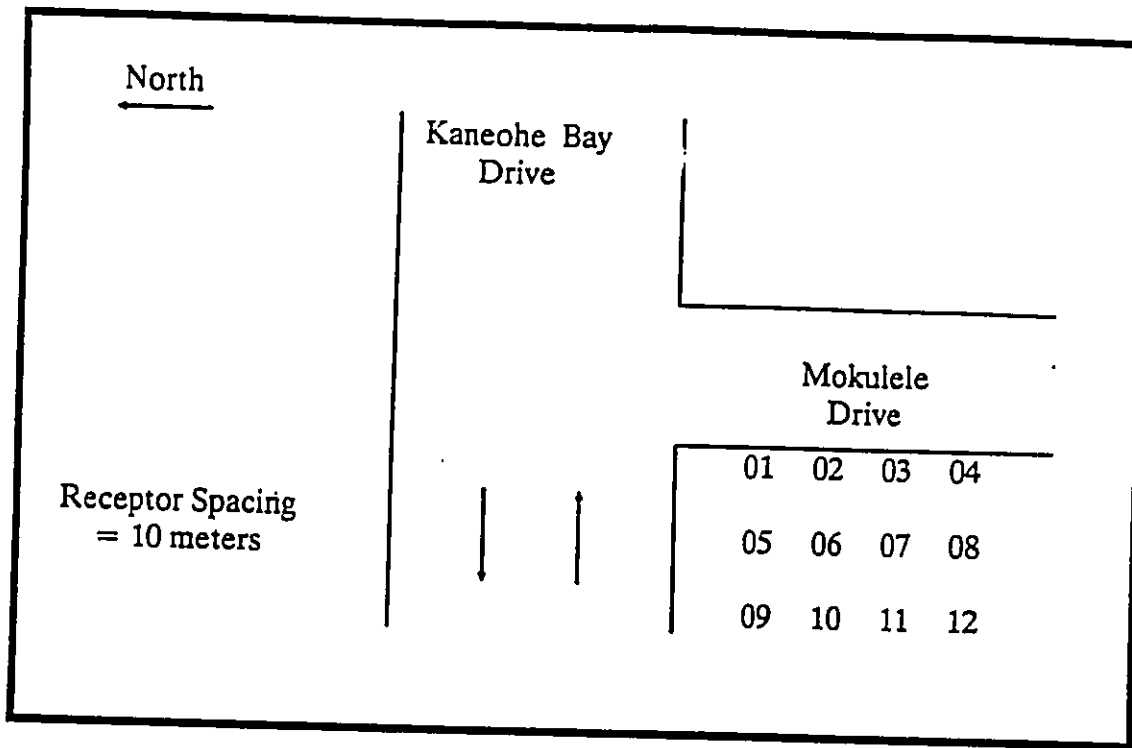 North
Kaneohe Bay
Drive
Mokulele
Drive
Receptor Spacing
= 10 meters
01 02 03 04
05 06 07 08
09 10 11 12